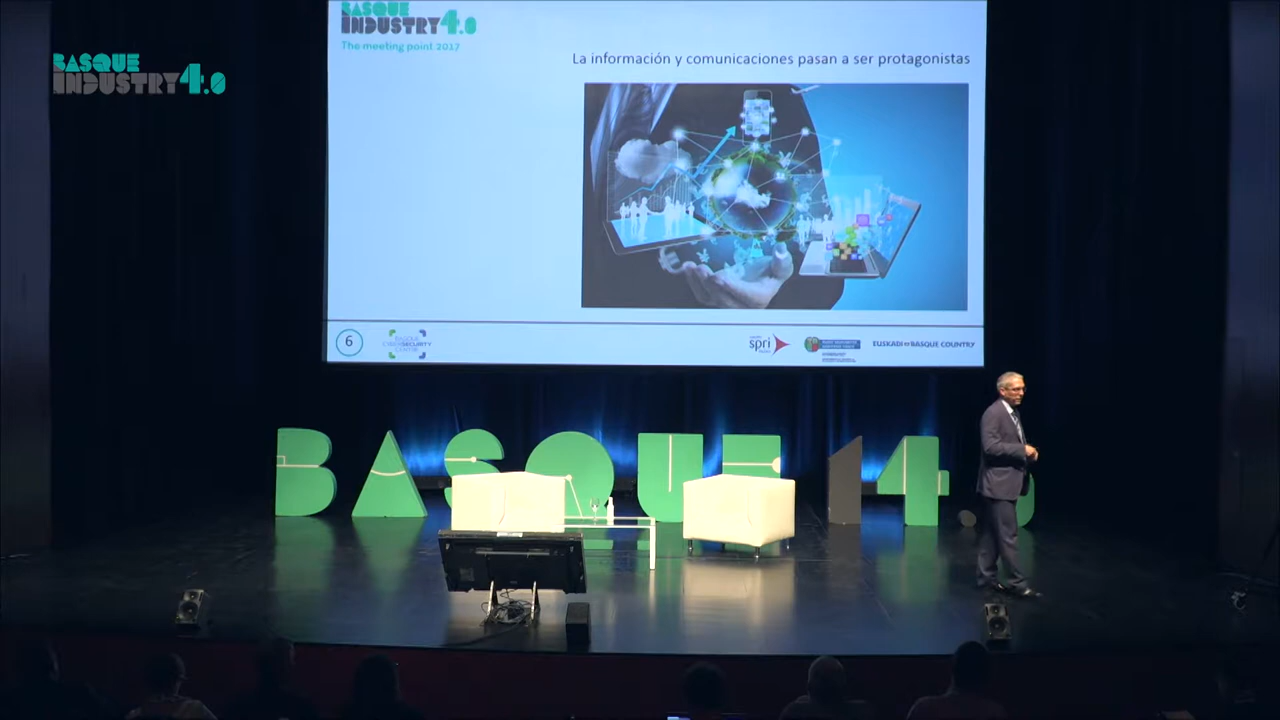 BASQUE
INDUSTRY 4.0
The meeting point 2017
La información y comunicaciones pasan a ser protagonistas
BASQUE
INDUSTRY 4.0
6
BASQUE
CYBERSECURITY
CENTRE
spri
EUSKADI BASQUE COUNTRY
BASQUE I4.0